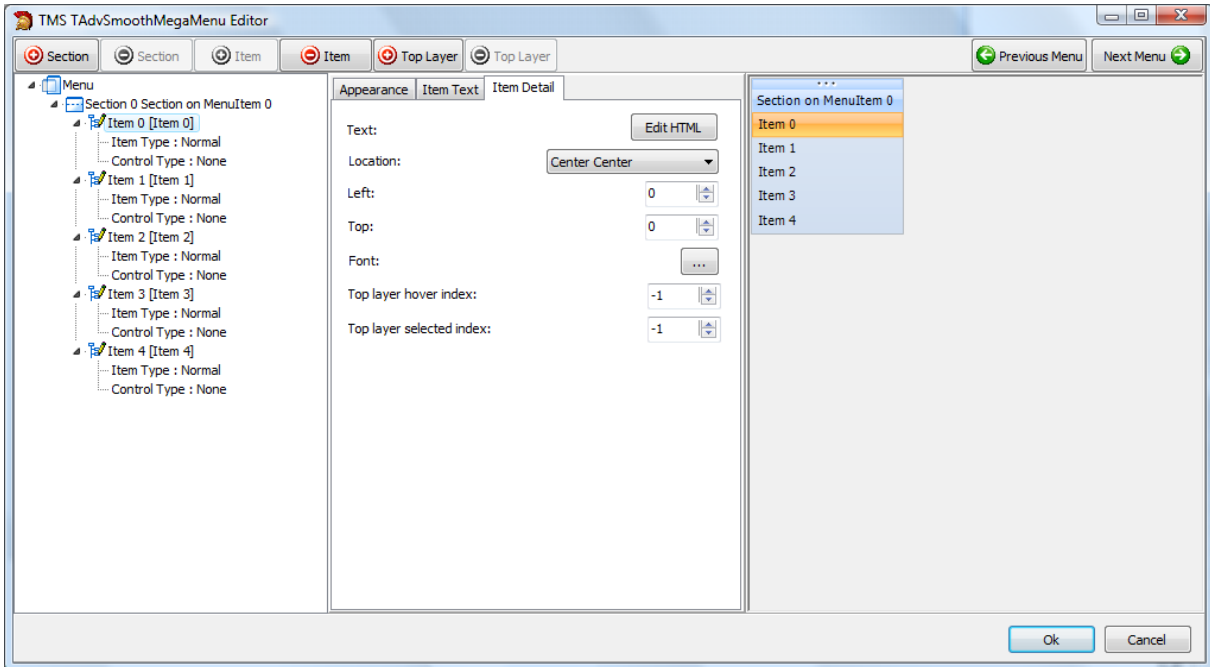 TMS TAdvSmoothMegaMenu Editor
Section
Section
Item
Item
Top Layer
Top Layer
Previous Menu
Next Menu
Menu
Section 0 Section on MenuItem 0
Item 0 [Item 0]
Item Type : Normal
Control Type : None
Item 1 [Item 1]
Item Type : Normal
Control Type : None
Item 2 [Item 2]
Item Type : Normal
Control Type : None
Item 3 [Item 3]
Item Type : Normal
Control Type : None
Item 4 [Item 4]
Item Type : Normal
Control Type : None
Appearance Item Text Item Detail
Text: Edit HTML
Location: Center Center
Left: 0
Top: 0
Font: ...
Top layer hover index: -1
Top layer selected index: -1
Section on MenuItem 0
Item 0
Item 1
Item 2
Item 3
Item 4
Ok
Cancel